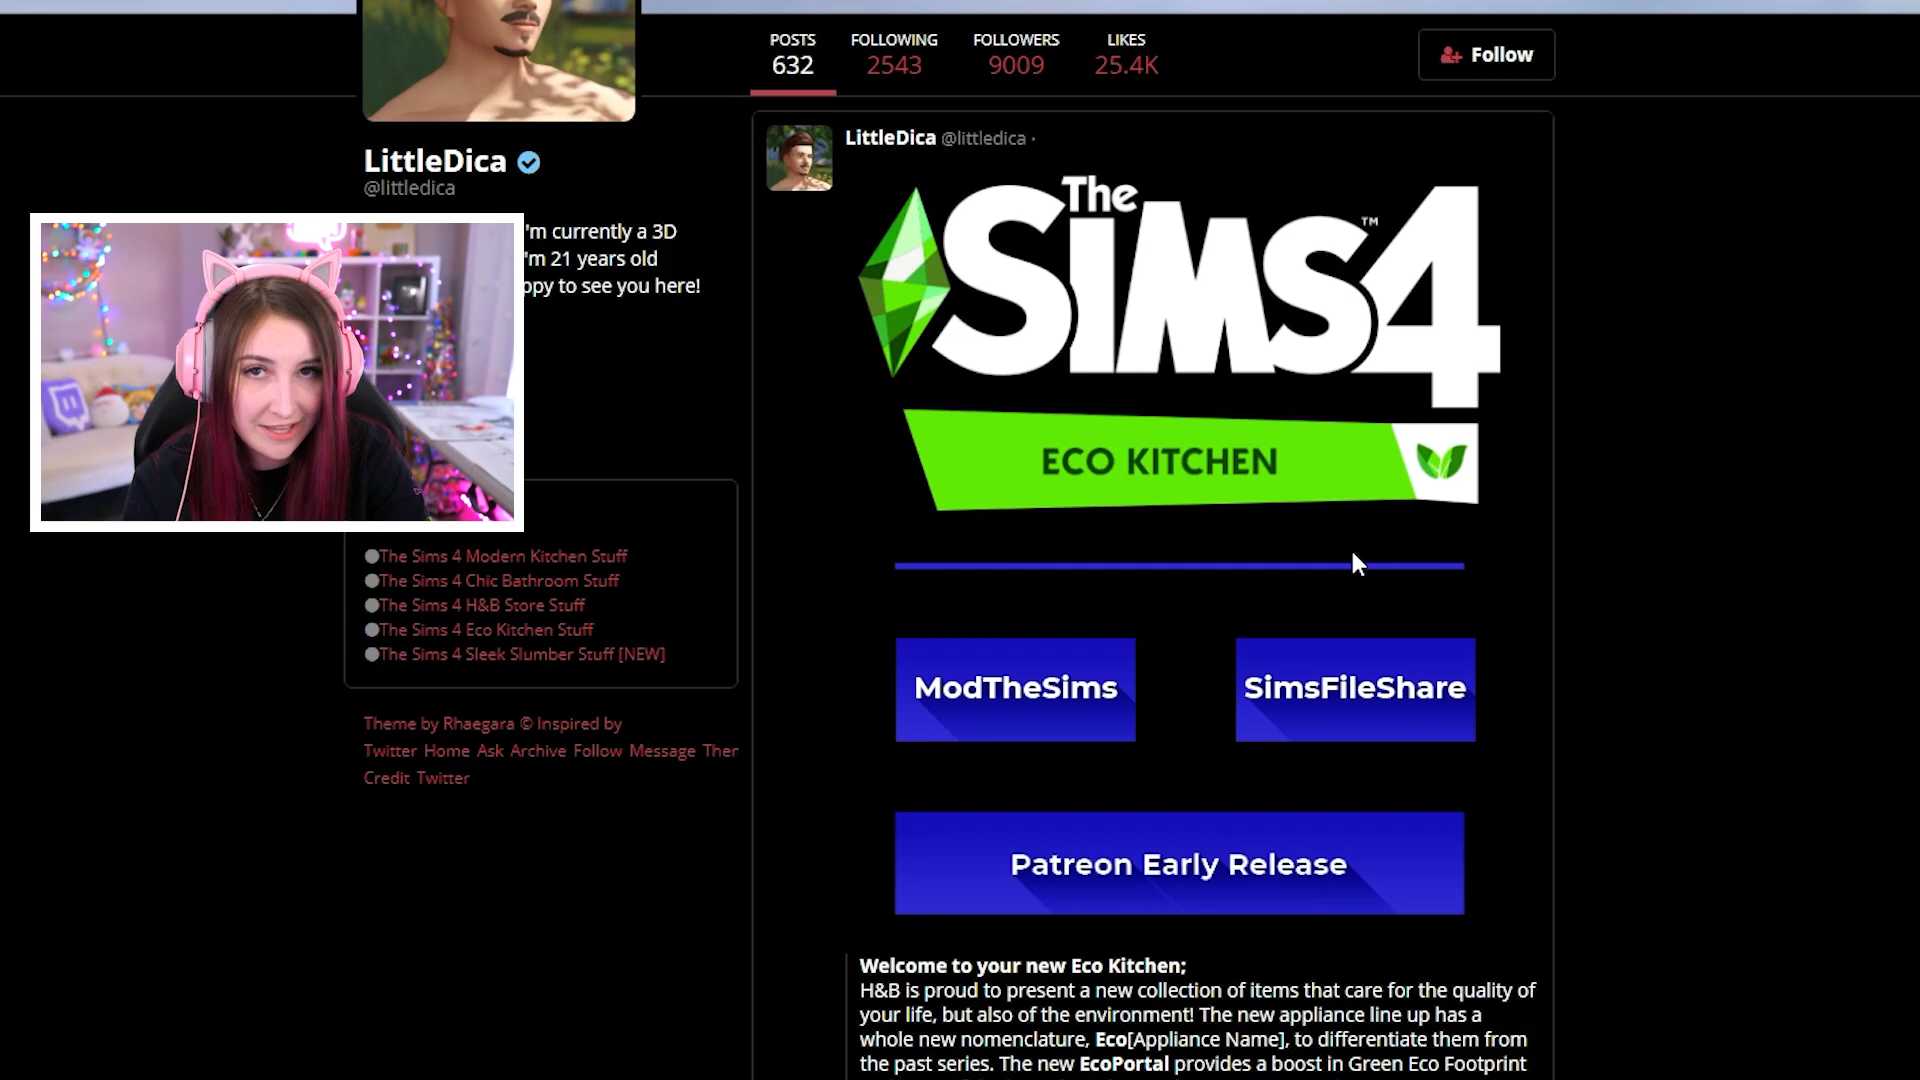 POSTS
632
FOLLOWING
2543
FOLLOWERS
9009
LIKES
25.4K
Follow
LittleDica
@littledica
'm currently a 3D
'm 21 years old
ppy to see you here!
The Sims 4 Modern Kitchen Stuff
The Sims 4 Chic Bathroom Stuff
The Sims 4 H&B Store Stuff
The Sims 4 Eco Kitchen Stuff
The Sims 4 Sleek Slumber Stuff [NEW]
Theme by Rhaegara © Inspired by
Twitter Home Ask Archive Follow Message Ther
Credit Twitter
LittleDica @littledica ·
The
SIMS 4 ™
ECO KITCHEN
ModTheSims
SimsFileShare
Patreon Early Release
Welcome to your new Eco Kitchen;
H&B is proud to present a new collection of items that care for the quality of
your life, but also of the environment! The new appliance line up has a
whole new nomenclature, Eco[Appliance Name], to differentiate them from
the past series. The new EcoPortal provides a boost in Green Eco Footprint